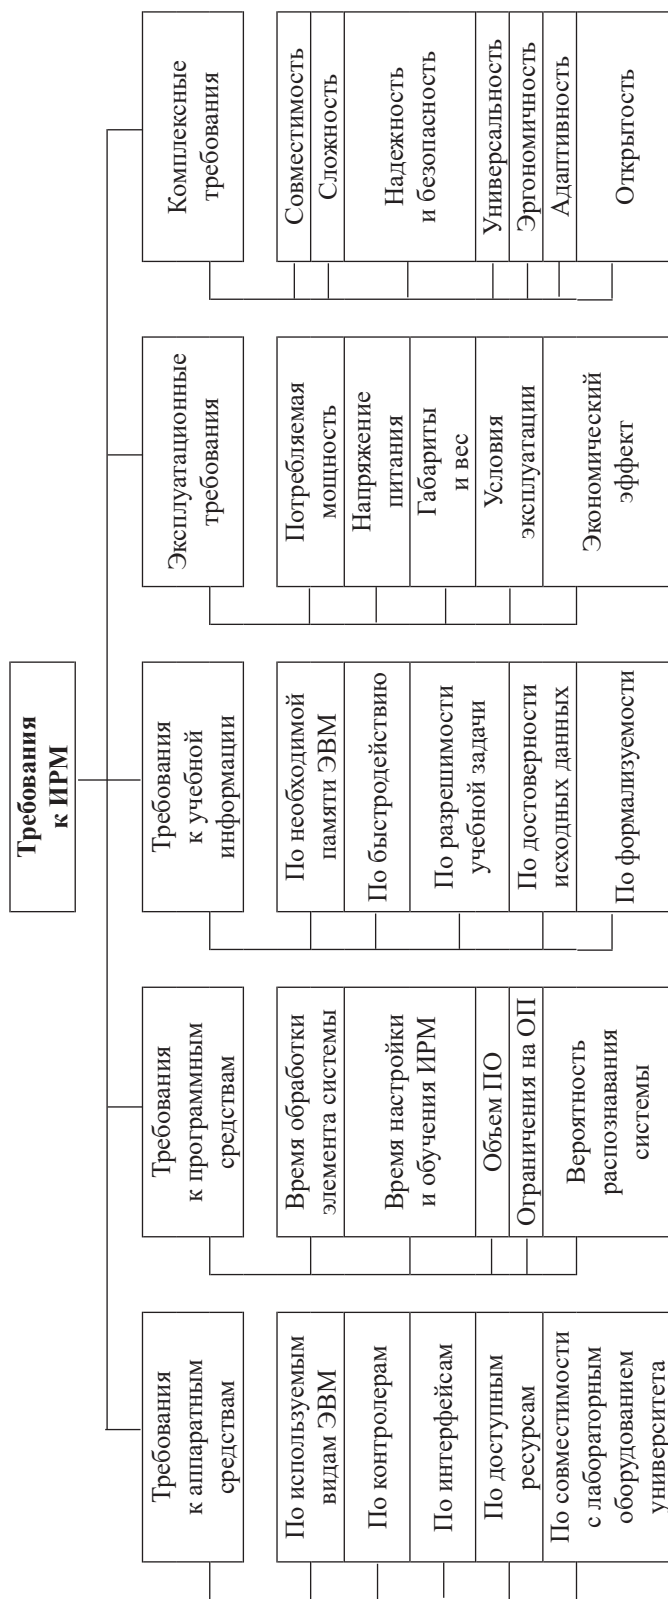 Требования
к ИРМ
Требования
к аппаратным
средствам
По используемым
видам ЭВМ
По контролерам
По интерфейсам
По доступным
ресурсам
По совместимости
с лабораторным
оборудованием
университета
Требования
к программным
средствам
Время обработки
элемента системы
Время настройки
и обучения ИРМ
Объем ПО
Ограничения на ОП
Вероятность
распознавания
системы
Требования
к учебной
информации
По необходимой
памяти ЭВМ
По быстродействию
По разрешимости
учебной задачи
По достоверности
исходных данных
По формализуемости
Эксплуатационные
требования
Потребляемая
мощность
Напряжение
питания
Габариты
и вес
Условия
эксплуатации
Экономический
эффект
Комплексные
требования
Совместимость
Сложность
Надежность
и безопасность
Универсальность
Эргономичность
Адаптивность
Открытость